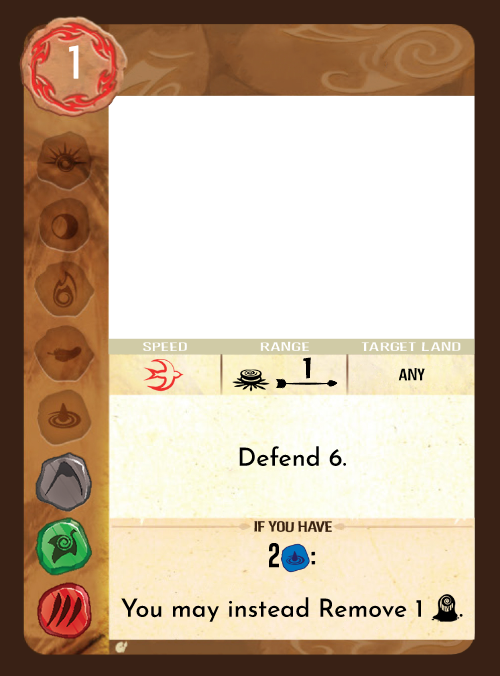 1
SPEED RANGE TARGET LAND
1 ANY
Defend 6.
IF YOU HAVE
2 :
You may instead Remove 1 .